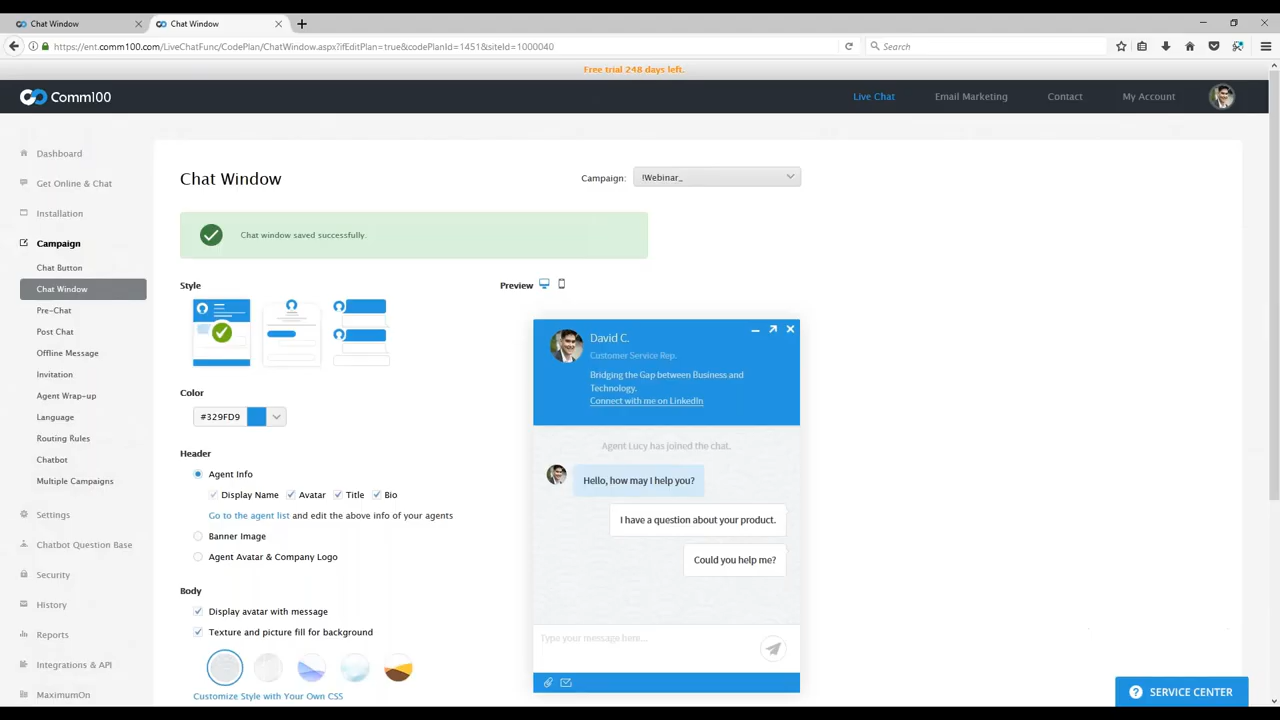 Chat Window
Chat Window
https://ent.comm100.com/LiveChatFunc/CodePlan/ChatWindow.aspx?ifEditPlan=true&codePlanId=1451&siteId=1000040
Search
Free trial 248 days left.
Comm100
Live Chat
Email Marketing
Contact
My Account
Dashboard
Get Online & Chat
Installation
Campaign
Chat Button
Chat Window
Pre-Chat
Post Chat
Offline Message
Invitation
Agent Wrap-up
Language
Routing Rules
Chatbot
Multiple Campaigns
Settings
Chatbot Question Base
Security
History
Reports
Integrations & API
MaximumOn
Chat Window
Campaign:
!Webinar_
Chat window saved successfully.
Style
Color
#329FD9
Header
Agent Info
Display Name
Avatar
Title
Bio
Go to the agent list and edit the above info of your agents
Banner Image
Agent Avatar & Company Logo
Body
Display avatar with message
Texture and picture fill for background
Customize Style with Your Own CSS
Preview
David C.
Customer Service Rep.
Bridging the Gap between Business and
Technology.
Connect with me on LinkedIn
Agent Lucy has joined the chat.
Hello, how may I help you?
I have a question about your product.
Could you help me?
Type your message here...
SERVICE CENTER